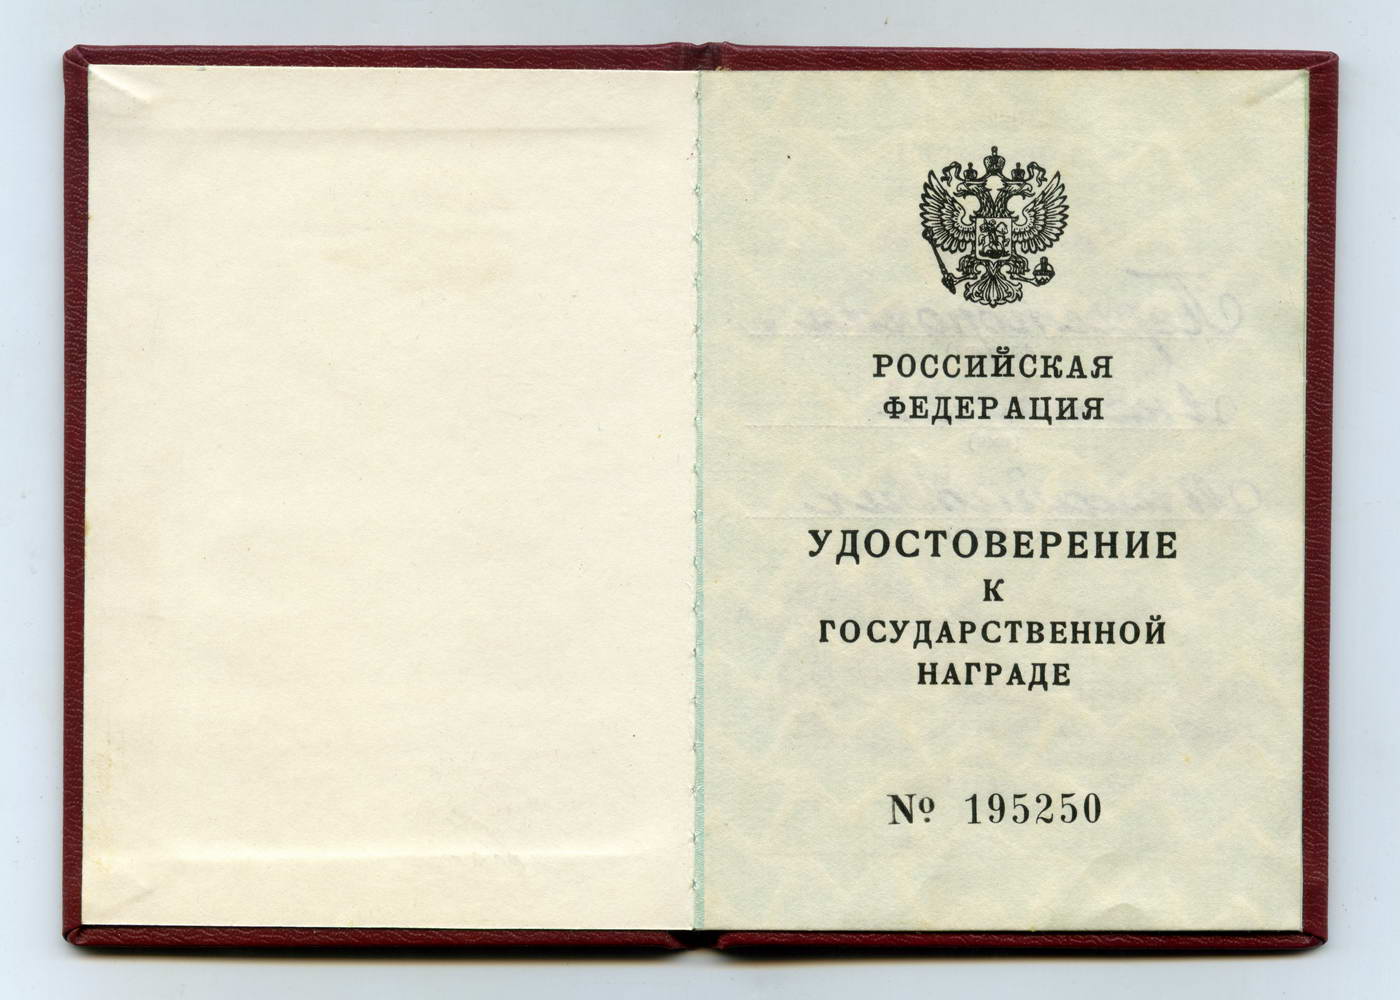 РОССИЙСКАЯ
ФЕДЕРАЦИЯ
УДОСТОВЕРЕНИЕ
К
ГОСУДАРСТВЕННОЙ
НАГРАДЕ
№ 195250